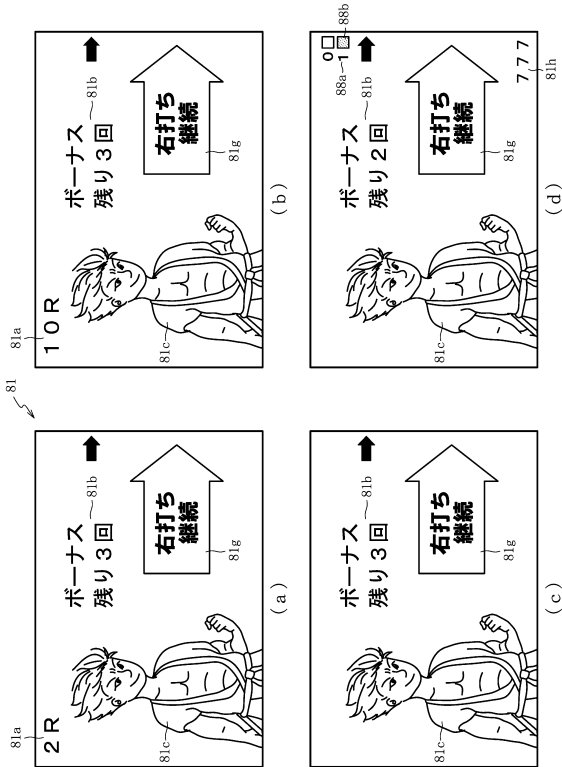 81
81a
2R
ボーナス
残り3回
81b
右打ち
継続
81g
81c
(a)
81a
10R
ボーナス
残り3回
81b
右打ち
継続
81g
81c
(b)
ボーナス
残り3回
81b
右打ち
継続
81g
81c
(c)
0
88a
1
88b
ボーナス
残り2回
81b
右打ち
継続
81g
81c
777
81h
(d)